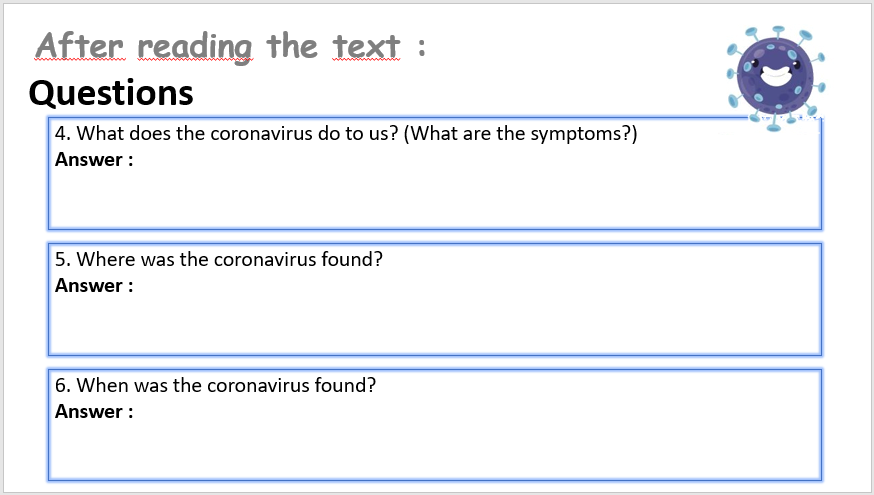 After reading the text :
Questions
4. What does the coronavirus do to us? (What are the symptoms?)
Answer :
5. Where was the coronavirus found?
Answer :
6. When was the coronavirus found?
Answer :